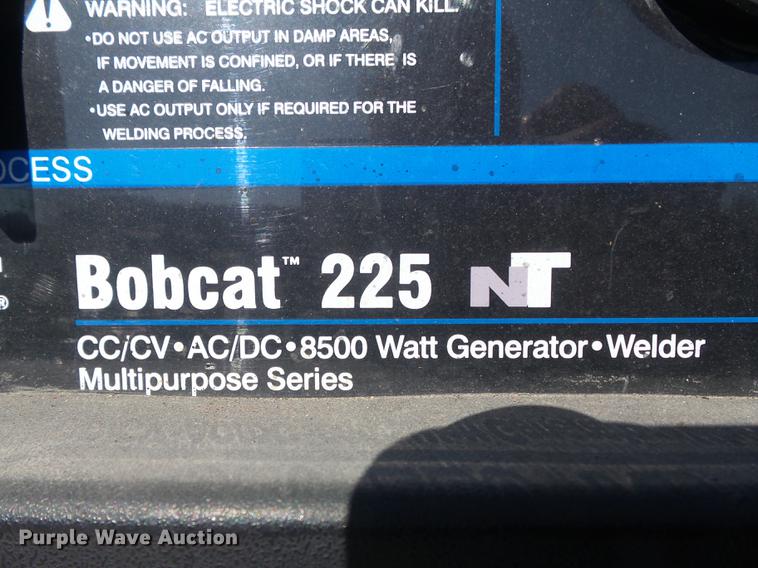 WARNING: ELECTRIC SHOCK CAN KILL.
•DO NOT USE AC OUTPUT IN DAMP AREAS,
IF MOVEMENT IS CONFINED, OR IF THERE IS
A DANGER OF FALLING.
•USE AC OUTPUT ONLY IF REQUIRED FOR THE
WELDING PROCESS.
OCESS
®
Bobcat™ 225 NT
CC/CV•AC/DC•8500 Watt Generator•Welder
Multipurpose Series
Purple Wave Auction